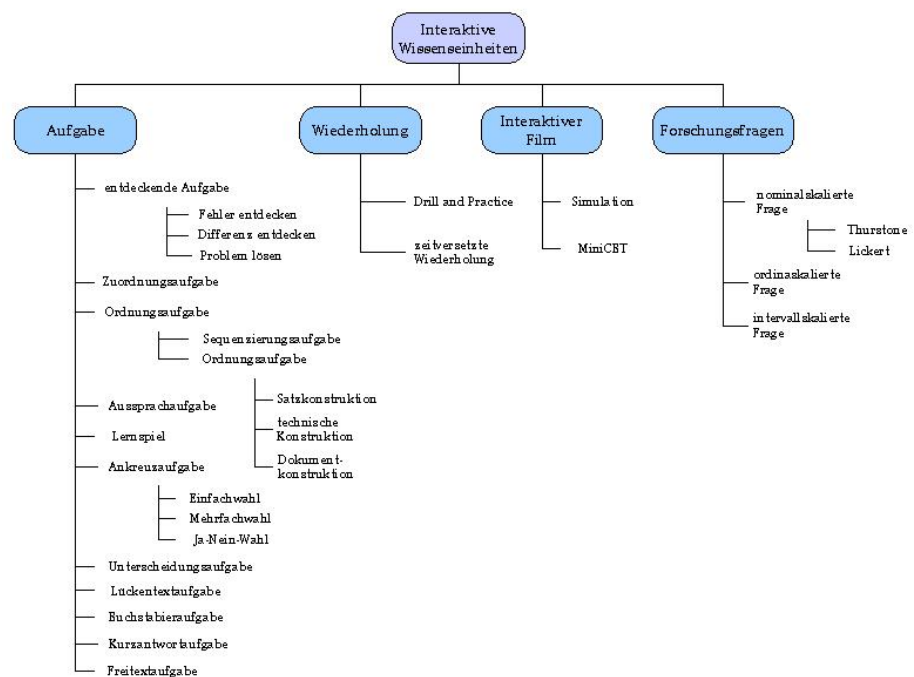 Interaktive
Wissenseinheiten
Aufgabe
Wiederholung
Interaktiver
Film
Forschungsfragen
entdeckende Aufgabe
Fehler entdecken
Differenz entdecken
Problem lösen
Zuordnungsaufgabe
Ordnungsaufgabe
Sequenzierungsaufgabe
Ordnungsaufgabe
Satzkonstruktion
technische
Konstruktion
Dokument-
konstruktion
Aussprachaufgabe
Lernspiel
Ankreuzaufgabe
Einfachwahl
Mehrfachwahl
Ja-Nein-Wahl
Unterscheidungsaufgabe
Lückentextaufgabe
Buchstabieraufgabe
Kurzantwortaufgabe
Freitextaufgabe
Drill and Practice
zeitversetzte
Wiederholung
Simulation
MiniCBT
nominalskalierte
Frage
Thurstone
Lickert
ordinaskalierte
Frage
intervallskalierte
Frage